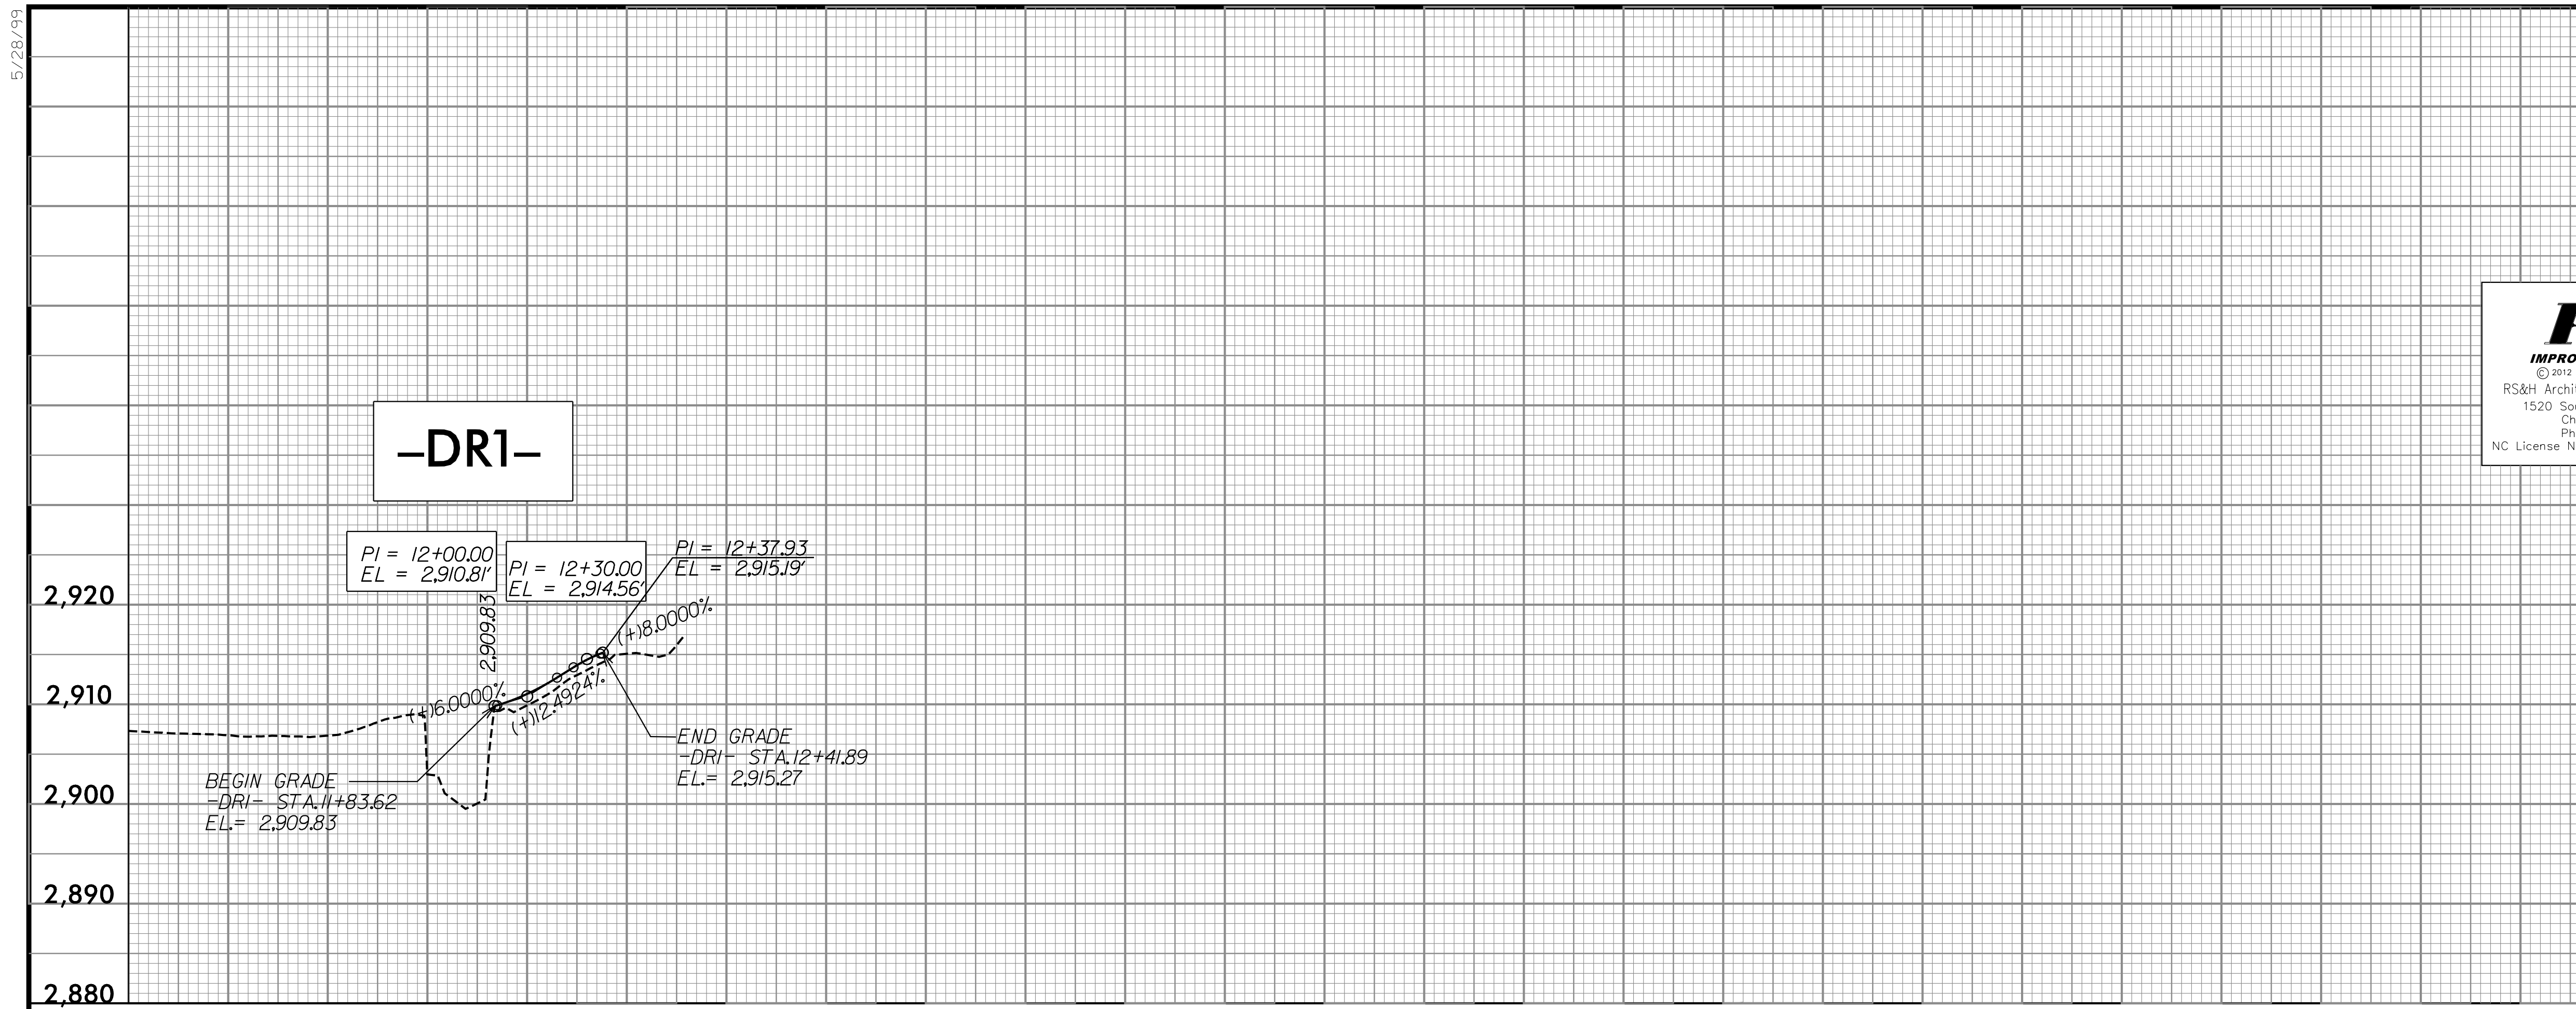 5/28/99
-DR1-
PI = 12+00.00
EL = 2,910.81'
PI = 12+30.00
EL = 2,914.56'
PI = 12+37.93
EL = 2,915.19'
2,909.83
(+)6.0000%
(+)12.4924%
(+)8.0000%
BEGIN GRADE
-DR1- STA.11+83.62
EL.= 2,909.83
END GRADE
-DR1- STA.12+41.89
EL.= 2,915.27
2,920
2,910
2,900
2,890
2,880
IMPRO
© 2012
RS&H Archi
1520 So
Ch
Ph
NC License N